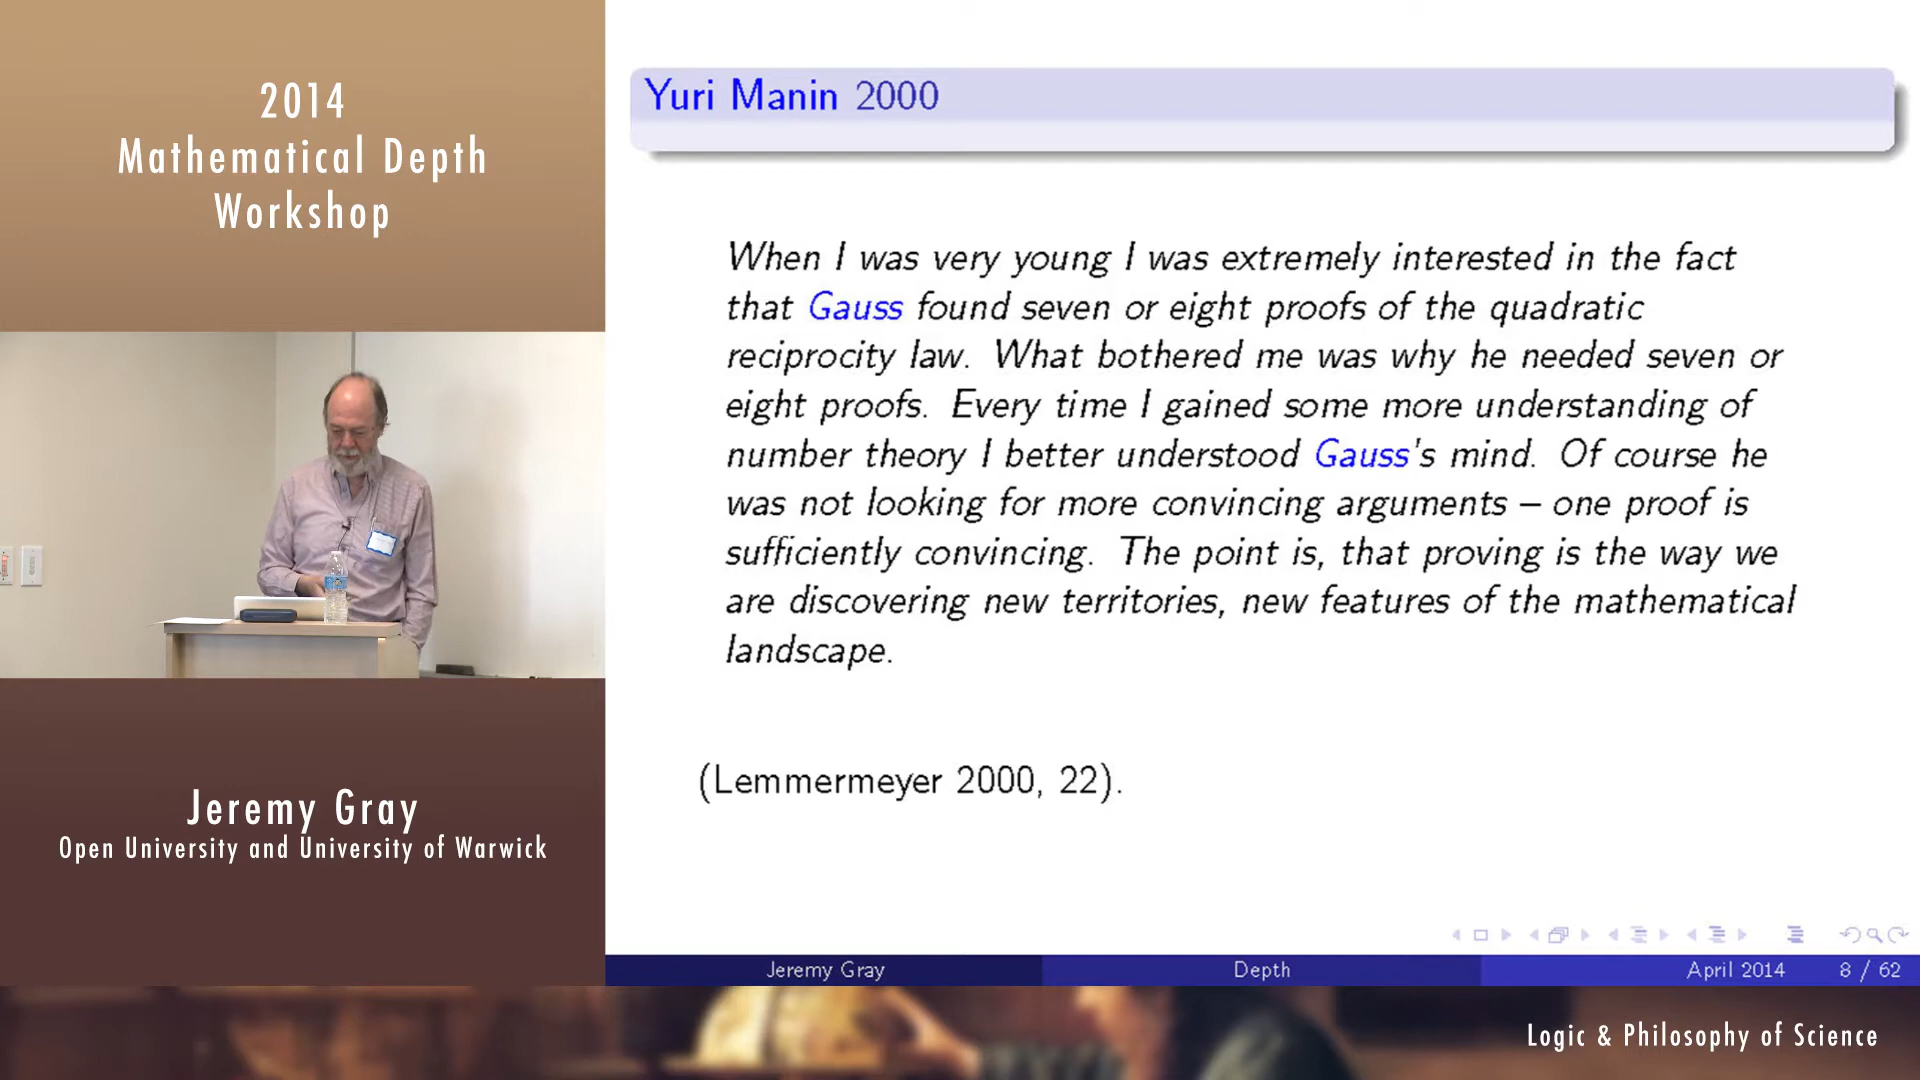 2014
Mathematical Depth
Workshop
Jeremy Gray
Open University and University of Warwick
Yuri Manin 2000
When I was very young I was extremely interested in the fact
that Gauss found seven or eight proofs of the quadratic
reciprocity law. What bothered me was why he needed seven or
eight proofs. Every time I gained some more understanding of
number theory I better understood Gauss's mind. Of course he
was not looking for more convincing arguments – one proof is
sufficiently convincing. The point is, that proving is the way we
are discovering new territories, new features of the mathematical
landscape.
(Lemmermeyer 2000, 22).
Jeremy Gray Depth April 2014 8 / 62
Logic & Philosophy of Science